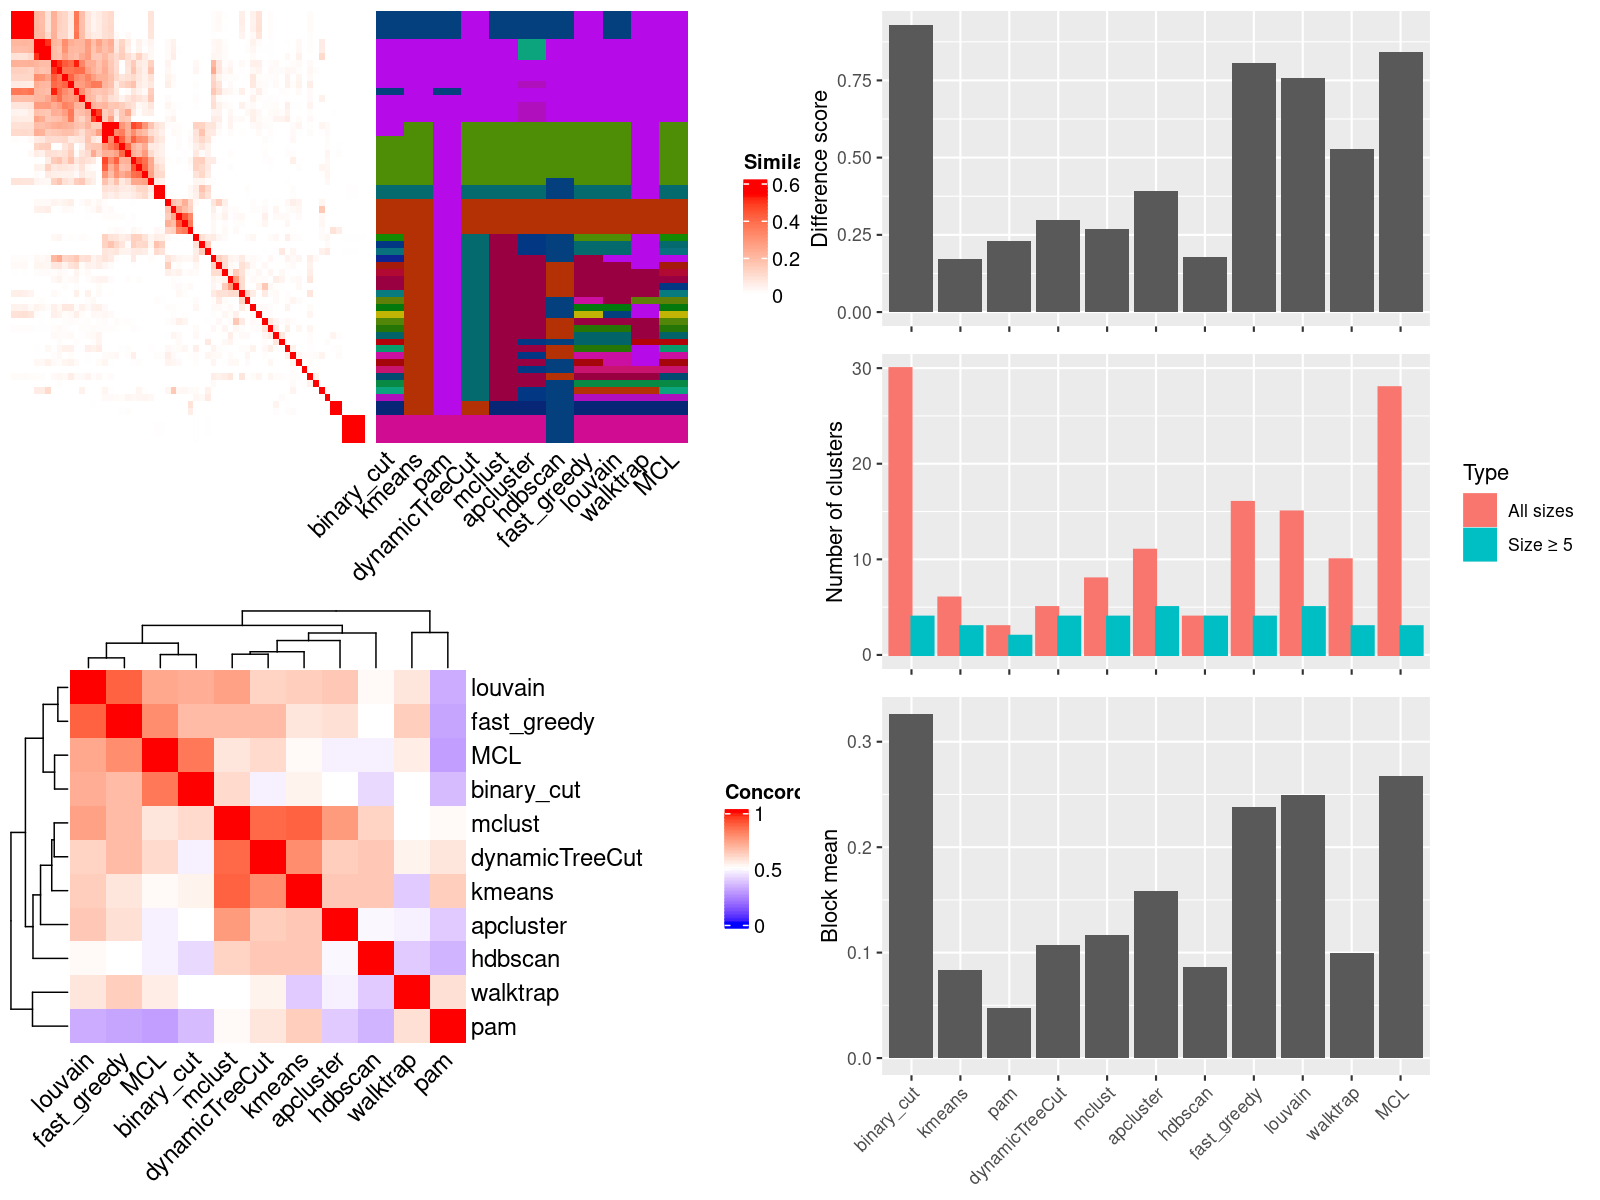 Simila
0.6
0.4
0.2
0
binary_cut
kmeans
pam
dynamicTreeCut
mclust
apcluster
hdbscan
fast_greedy
louvain
walktrap
MCL
louvain
fast_greedy
MCL
binary_cut
mclust
dynamicTreeCut
kmeans
apcluster
hdbscan
walktrap
pam
louvain
fast_greedy
MCL
binary_cut
mclust
dynamicTreeCut
kmeans
apcluster
hdbscan
walktrap
pam
Concord
1
0.5
0
Difference score
0.75
0.50
0.25
0.00
Number of clusters
30
20
10
0
Type
All sizes
Size ≥ 5
Block mean
0.3
0.2
0.1
0.0
binary_cut
kmeans
pam
dynamicTreeCut
mclust
apcluster
hdbscan
fast_greedy
louvain
walktrap
MCL